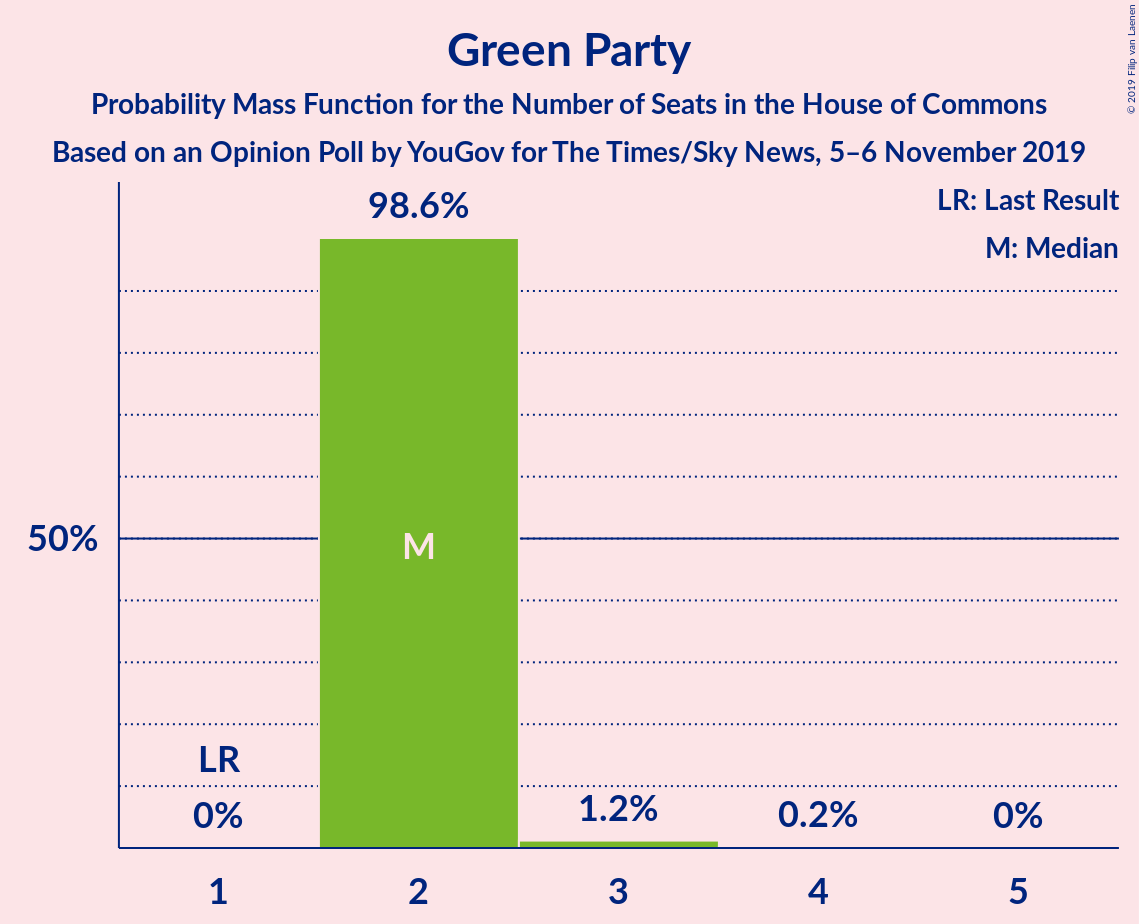 Green Party
Probability Mass Function for the Number of Seats in the House of Commons
Based on an Opinion Poll by YouGov for The Times/Sky News, 5–6 November 2019
© 2019 Filip van Laenen
LR: Last Result
M: Median
98.6%
50%
M
LR
0%
1.2%
0.2%
0%
1 2 3 4 5